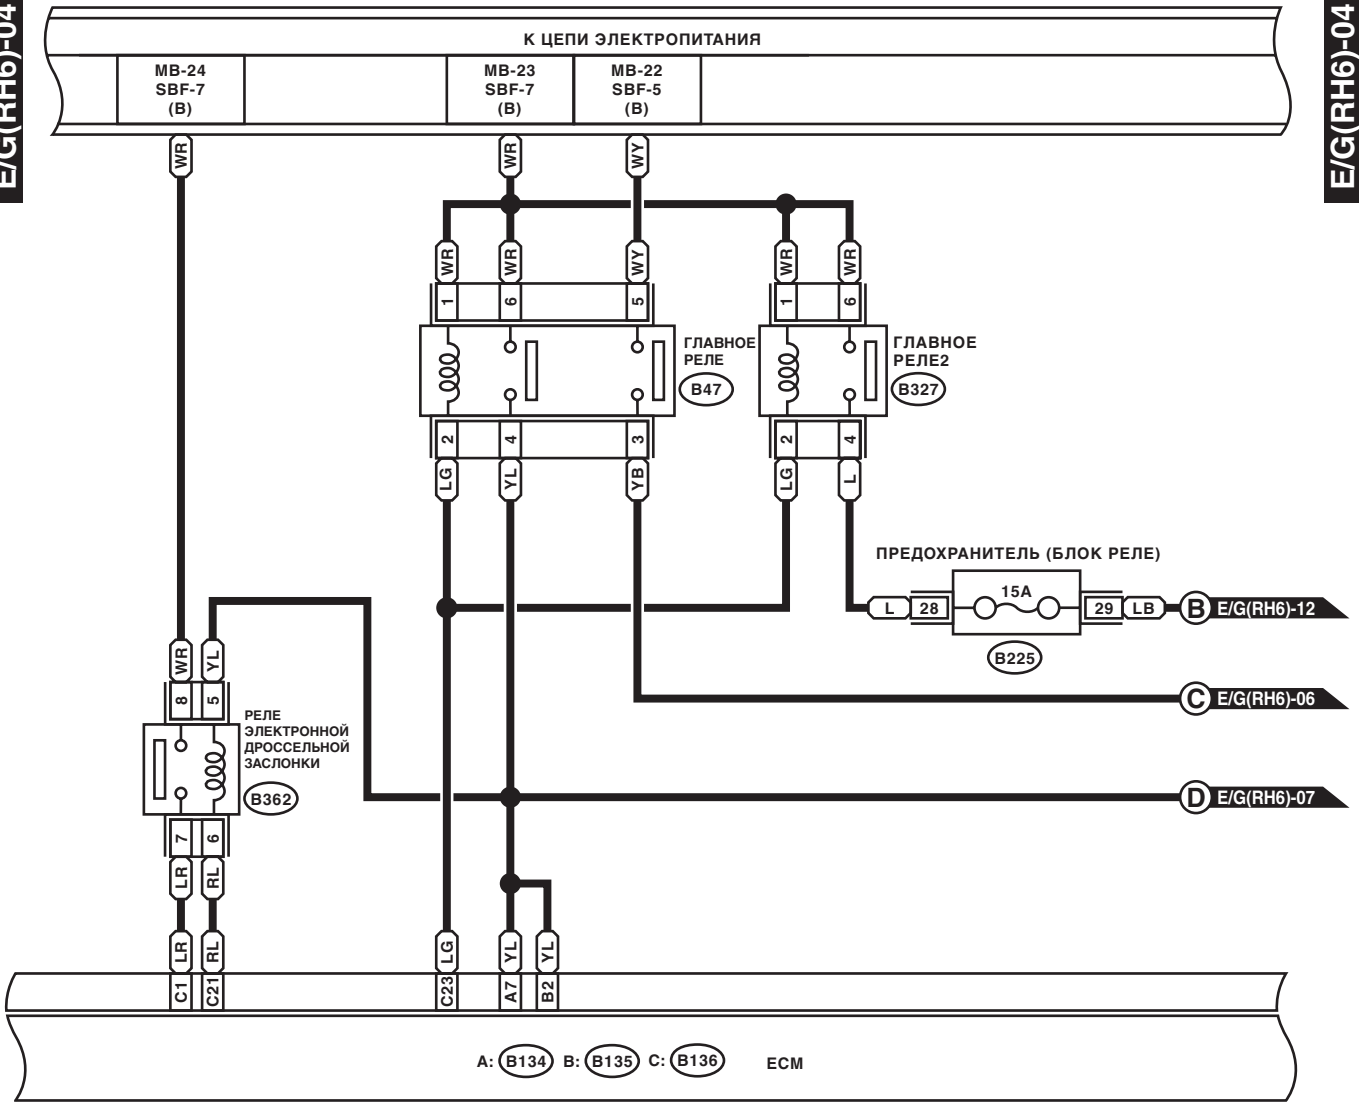 E/G(RH6)-04
E/G(RH6)-04
К ЦЕПИ ЭЛЕКТРОПИТАНИЯ
MB-24
SBF-7
(B)
MB-23
SBF-7
(B)
MB-22
SBF-5
(B)
WR
WR
WY
WR
WR
WY
WR
WR
1
6
5
1
6
ГЛАВНОЕ
РЕЛЕ
B47
ГЛАВНОЕ
РЕЛЕ2
B327
2
4
3
2
4
LG
YL
YB
LG
L
ПРЕДОХРАНИТЕЛЬ (БЛОК РЕЛЕ)
L
28
15A
29
LB
B
E/G(RH6)-12
B225
WR
YL
8
5
C
E/G(RH6)-06
РЕЛЕ
ЭЛЕКТРОННОЙ
ДРОССЕЛЬНОЙ
ЗАСЛОНКИ
B362
D
E/G(RH6)-07
7
6
LR
RL
LR
RL
LG
YL
YL
C1
C21
C23
A7
B2
A: B134 B: B135 C: B136 ECM